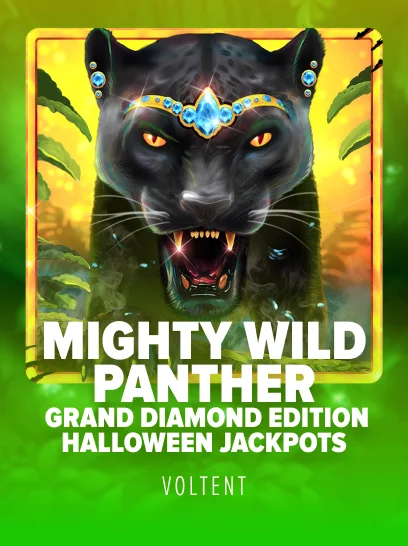 MIGHTY WILD
PANTHER
GRAND DIAMOND EDITION
HALLOWEEN JACKPOTS
VOLTENT